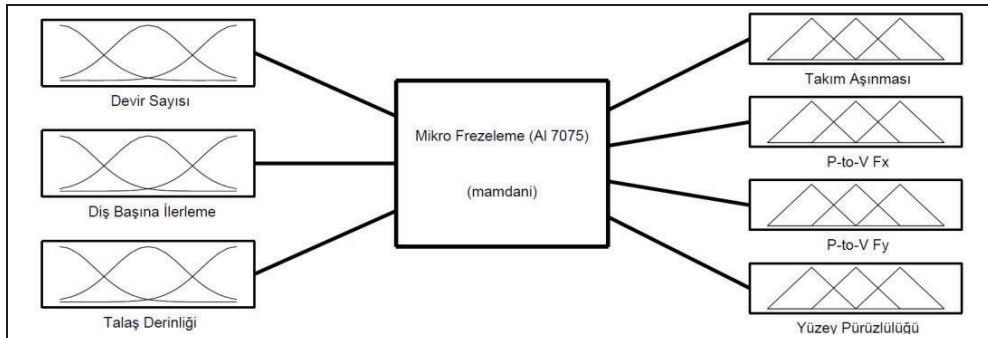 Devir Sayısı
Diş Başına İlerleme
Talaş Derinliği
Mikro Frezeleme (Al 7075)
(mamdani)
Takım Aşınması
P-to-V Fx
P-to-V Fy
Yüzey Pürüzlülüğü